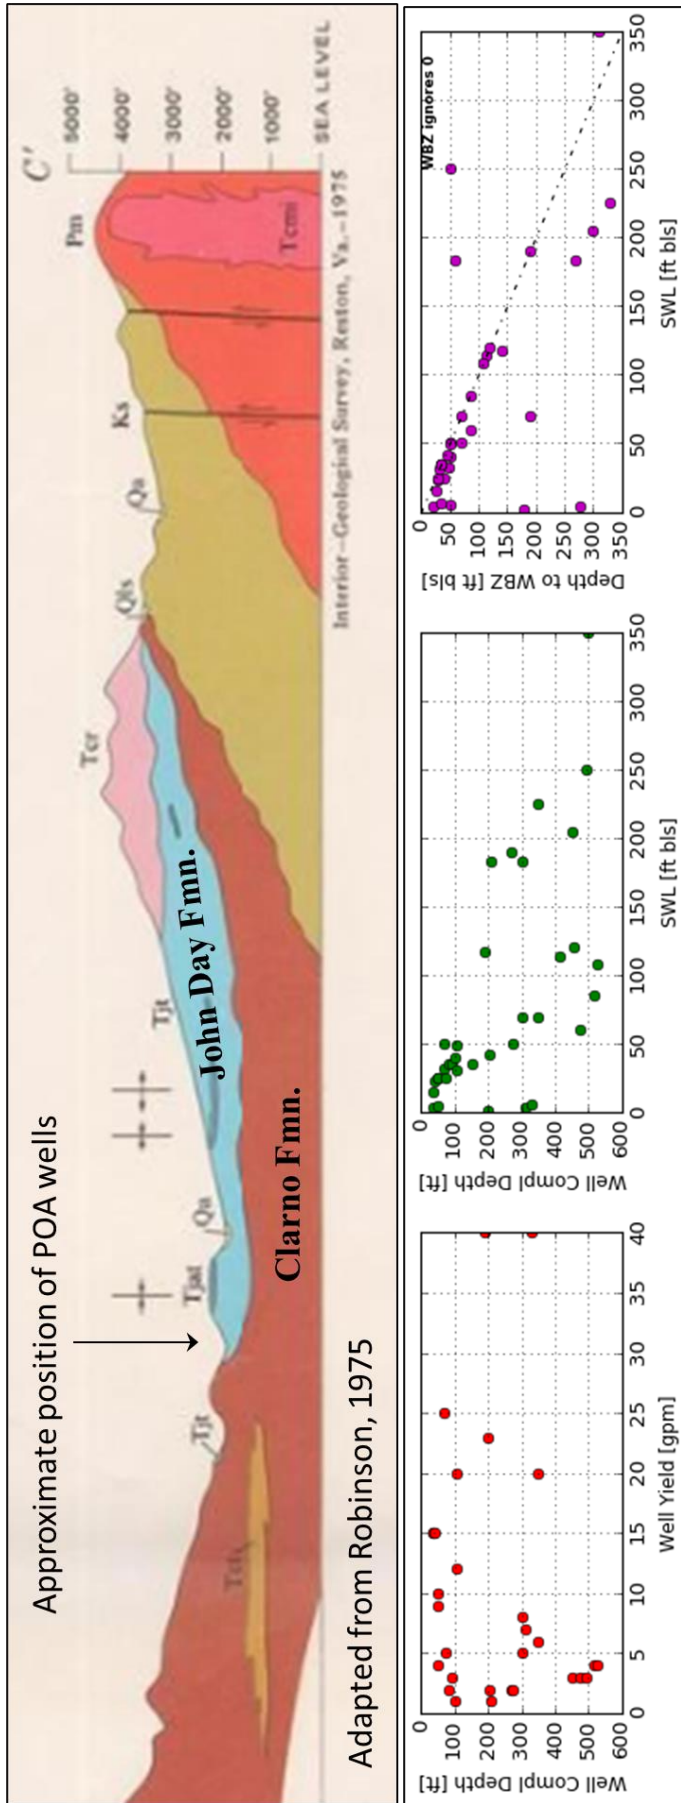 Approximate position of POA wells
C'
5000'
4000'
3000'
2000'
1000'
SEA LEVEL
Tjt
Tjal
Qa
Tjt
Tcr
Qls
Qa
Ks
Pm
John Day Fmn.
Clarno Fmn.
Tcmi
Adapted from Robinson, 1975
Interior—Geological Survey, Reston, Va.—1975
Well Compl Depth [ft]
0
100
200
300
400
500
600
0
5
10
15
20
25
30
35
40
Well Yield [gpm]
Well Compl Depth [ft]
0
100
200
300
400
500
600
0
50
100
150
200
250
300
350
SWL [ft bls]
Depth to WBZ [ft bls]
0
50
100
150
200
250
300
350
WBZ ignores 0
0
50
100
150
200
250
300
350
SWL [ft bls]